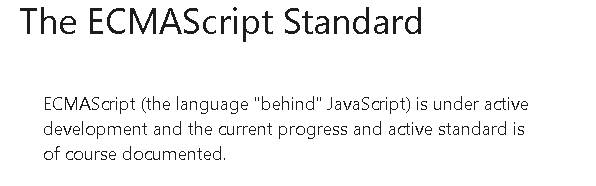 The ECMAScript Standard
ECMAScript (the language "behind" JavaScript) is under active
development and the current progress and active standard is
of course documented.